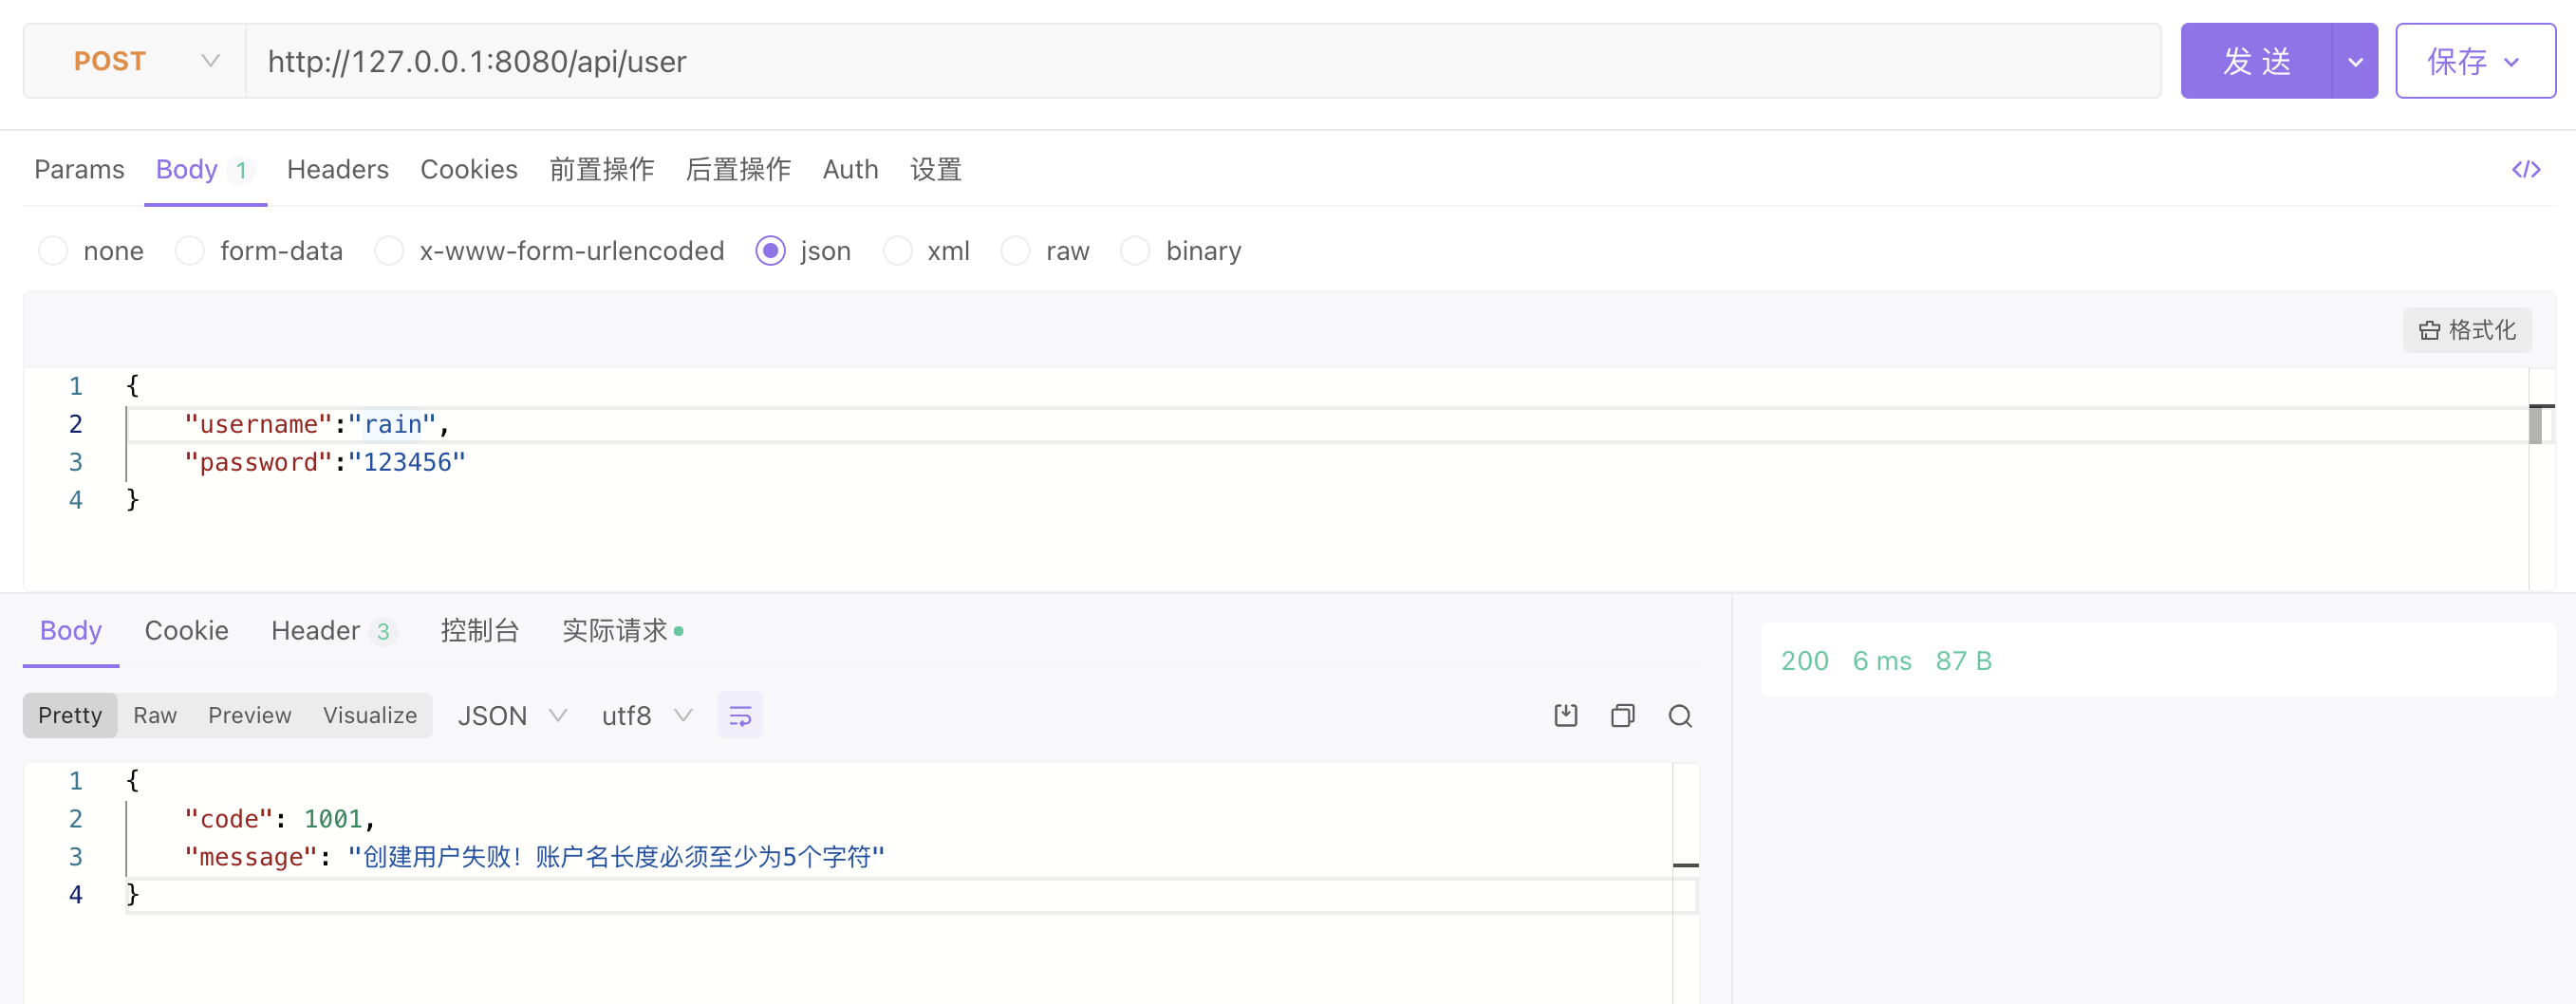 POST http://127.0.0.1:8080/api/user 发 送 保存
Params Body 1 Headers Cookies 前置操作 后置操作 Auth 设置 </>
none form-data x-www-form-urlencoded json xml raw binary
格式化
1 {
2 "username":"rain",
3 "password":"123456"
4 }
Body Cookie Header 3 控制台 实际请求
200 6 ms 87 B
Pretty Raw Preview Visualize JSON utf8
1 {
2 "code": 1001,
3 "message": "创建用户失败！账户名长度必须至少为5个字符"
4 }